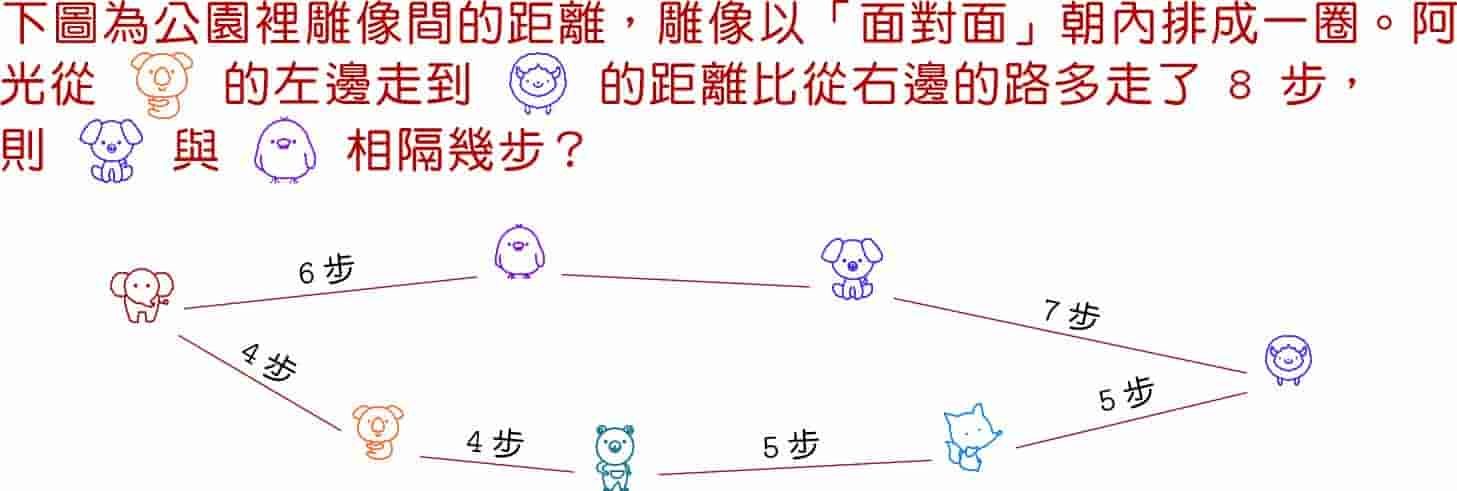 下圖為公園裡雕像間的距離，雕像以「面對面」朝內排成一圈。阿
光從 的左邊走到 的距離比從右邊的路多走了 8 步，
則 與 相隔幾步？
6 步
7 步
4 步
5 步
4 步
5 步